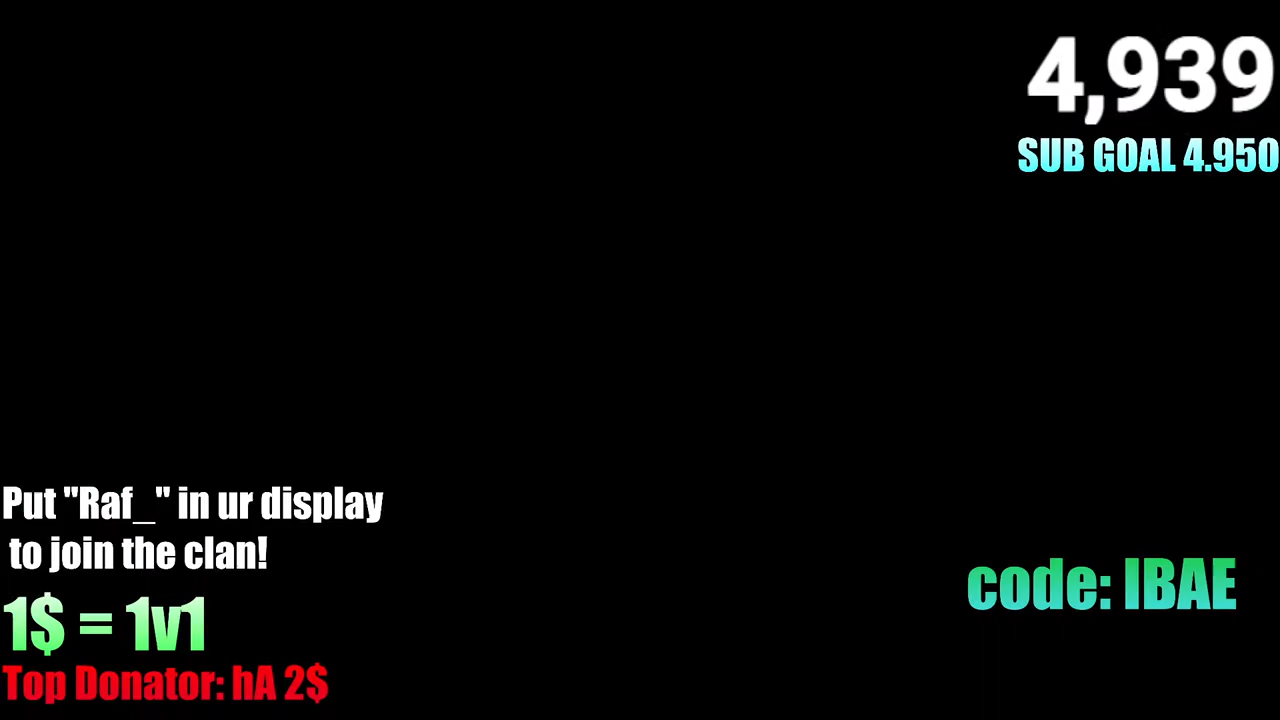 4,939
SUB GOAL 4.950
Put "Raf_" in ur display
to join the clan!
1$ = 1v1
Top Donator: hA 2$
code: IBAE